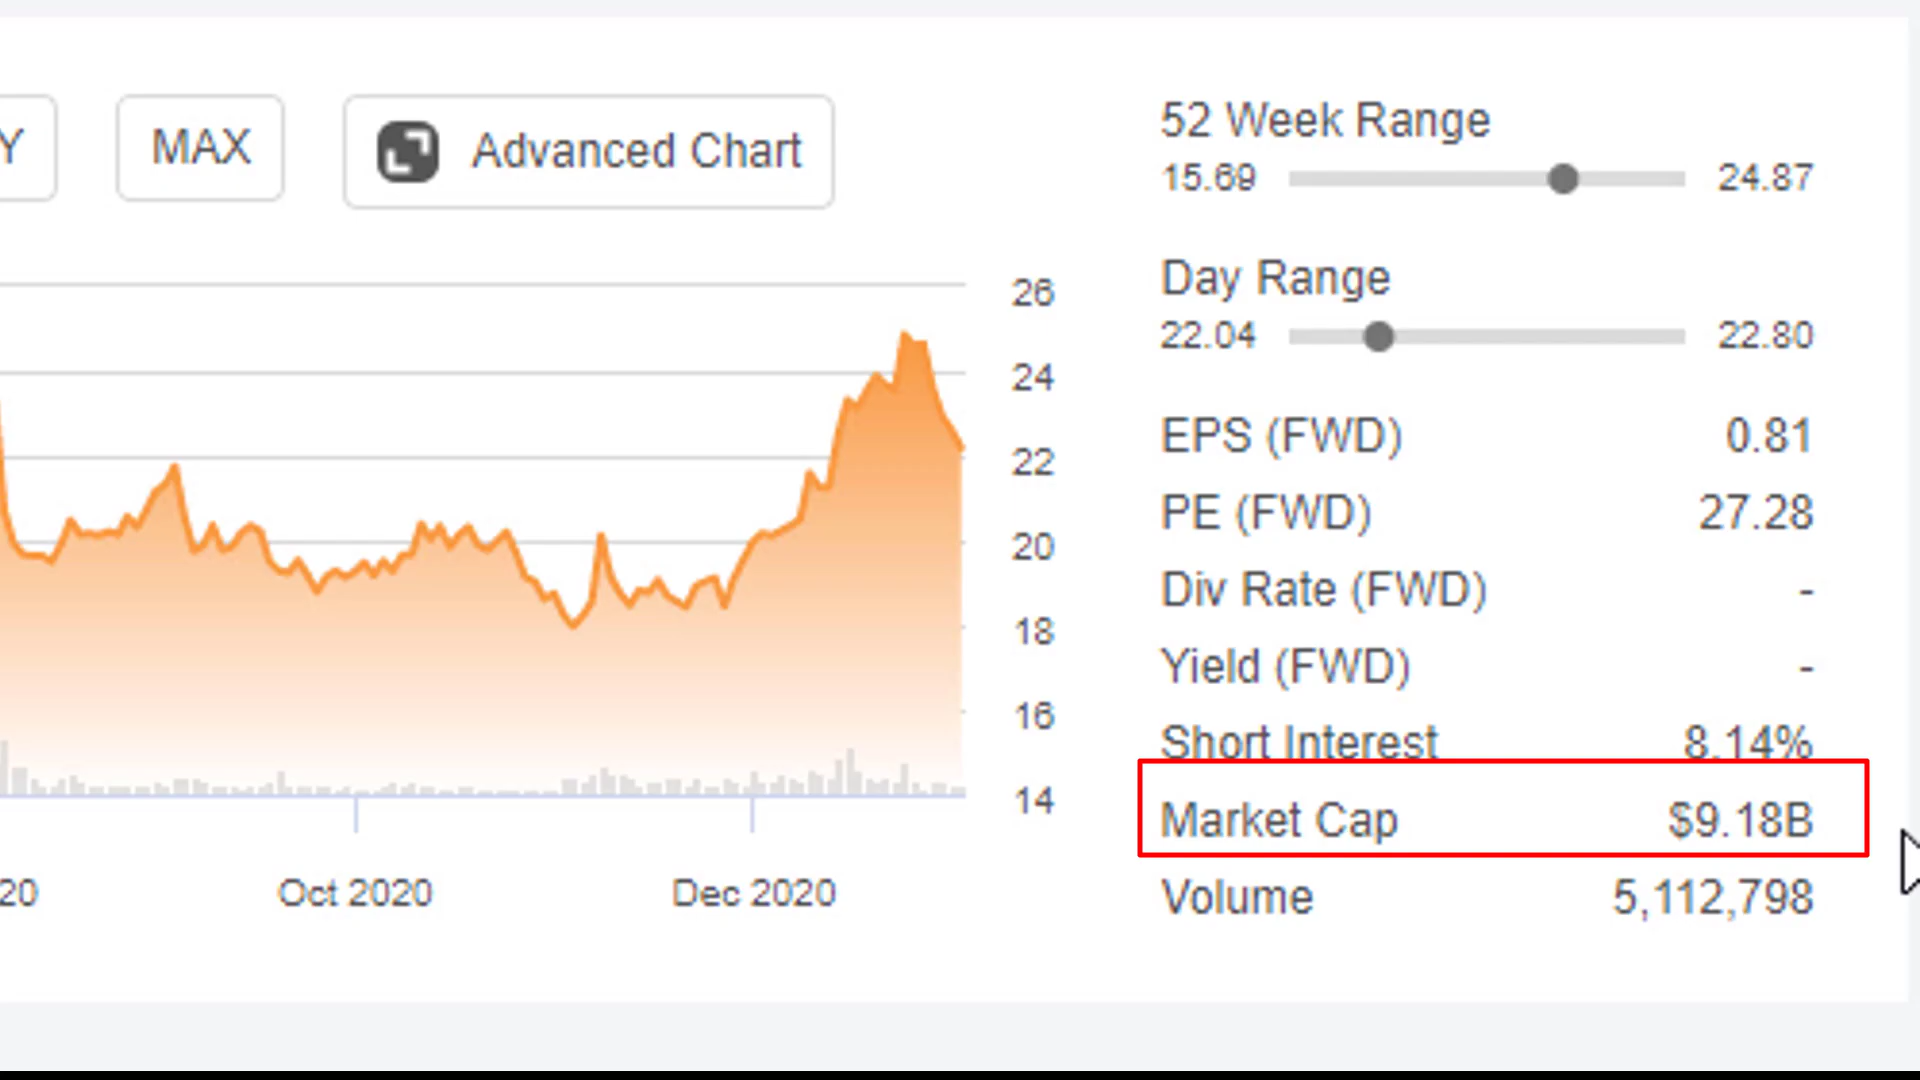 Y
MAX
Advanced Chart
26
24
22
20
18
16
14
20
Oct 2020
Dec 2020
52 Week Range
15.69 24.87
Day Range
22.04 22.80
EPS (FWD) 0.81
PE (FWD) 27.28
Div Rate (FWD) -
Yield (FWD) -
Short Interest 8.14%
Market Cap $9.18B
Volume 5,112,798